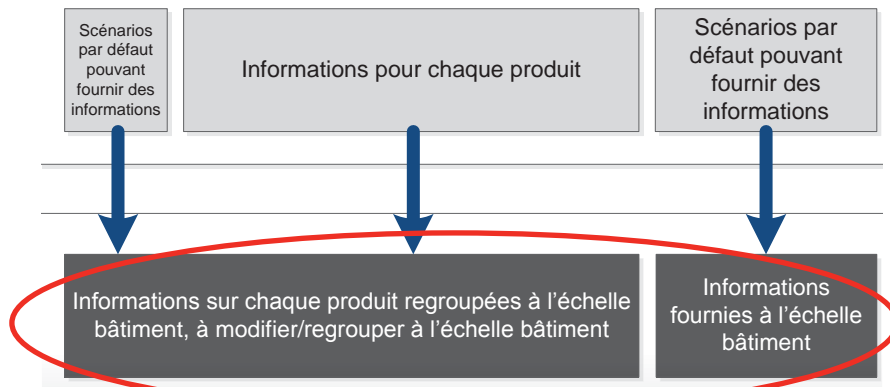 Scénarios
par défaut
pouvant
fournir des
informations
Informations pour chaque produit
Scénarios par
défaut pouvant
fournir des
informations
Informations sur chaque produit regroupées à l’échelle
bâtiment, à modifier/regrouper à l’échelle bâtiment
Informations
fournies à l’échelle
bâtiment